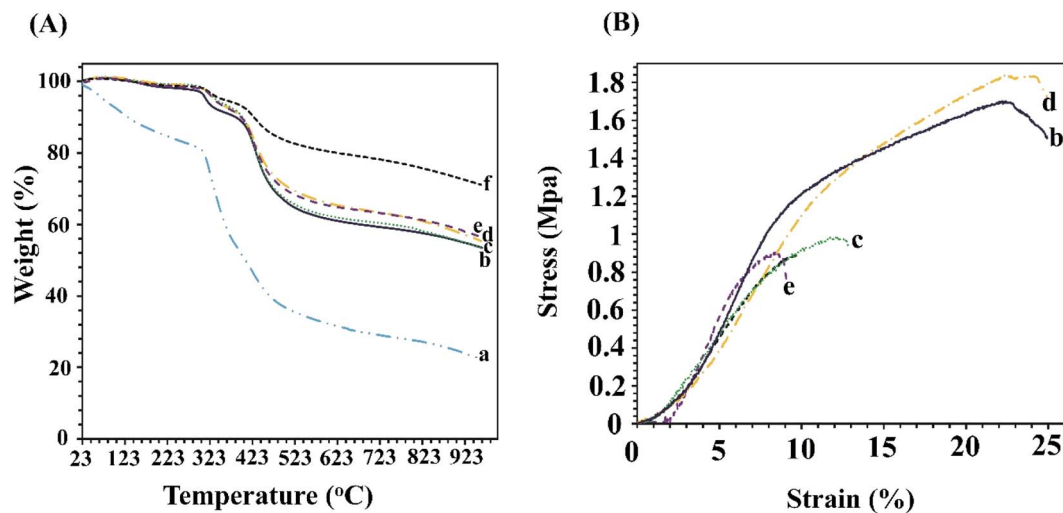 (A)
100
80
60
40
20
0
Weight (%)
23 123 223 323 423 523 623 723 823 923
Temperature (°C)
f
e
d
c
b
a
(B)
1.8
1.6
1.4
1.2
1
0.8
0.6
0.4
0.2
0
Stress (Mpa)
0 5 10 15 20 25
Strain (%)
d
b
c
e